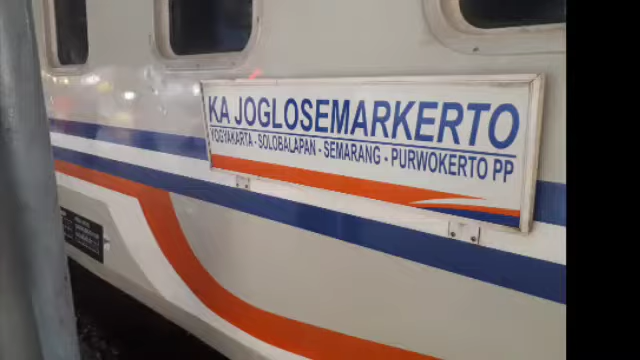 KA JOGLOSEMARKERTO
YOGYAKARTA - SOLOBALAPAN - SEMARANG - PURWOKERTO PP